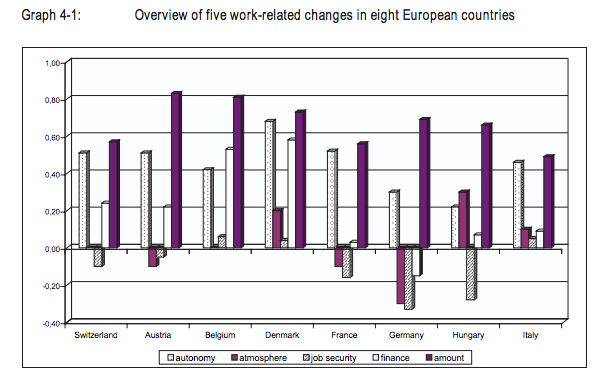 Graph 4-1: Overview of five work-related changes in eight European countries
1,00
0,80
0,60
0,40
0,20
0,00
-0,20
-0,40
Switzerland Austria Belgium Denmark France Germany Hungary Italy
autonomy atmosphere job security finance amount